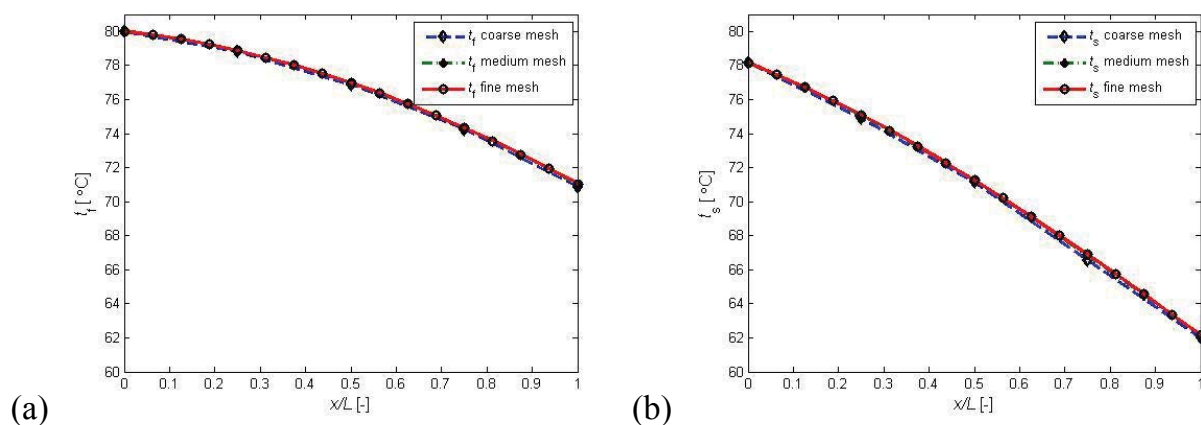 t_f coarse mesh
t_f medium mesh
t_f fine mesh
80
78
76
74
72
70
68
66
64
62
60
t_f [°C]
0 0.1 0.2 0.3 0.4 0.5 0.6 0.7 0.8 0.9 1
x/L [-]
(a)
t_s coarse mesh
t_s medium mesh
t_s fine mesh
80
78
76
74
72
70
68
66
64
62
60
t_s [°C]
0 0.1 0.2 0.3 0.4 0.5 0.6 0.7 0.8 0.9 1
x/L [-]
(b)